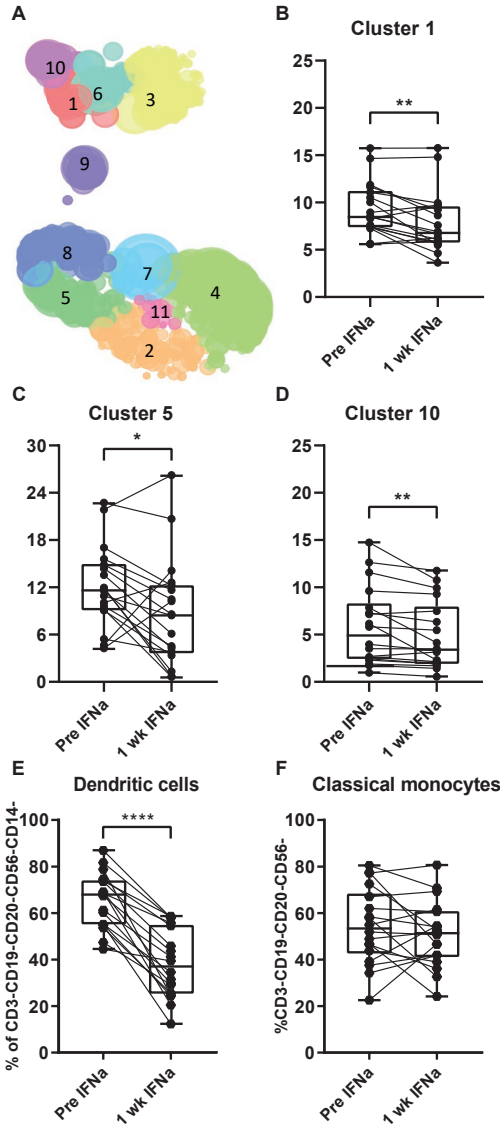 A
10
1
6
3
9
8
7
5
4
11
2
B
Cluster 1
25
20
15
10
5
0
**
Pre IFNa
1 wk IFNa
C
Cluster 5
30
24
18
12
6
0
*
Pre IFNa
1 wk IFNa
D
Cluster 10
25
20
15
10
5
0
**
Pre IFNa
1 wk IFNa
E
Dendritic cells
% of CD3-CD19-CD20-CD56-CD14-
100
80
60
40
20
0
****
Pre IFNa
1 wk IFNa
F
Classical monocytes
%CD3-CD19-CD20-CD56-
100
80
60
40
20
0
Pre IFNa
1 wk IFNa